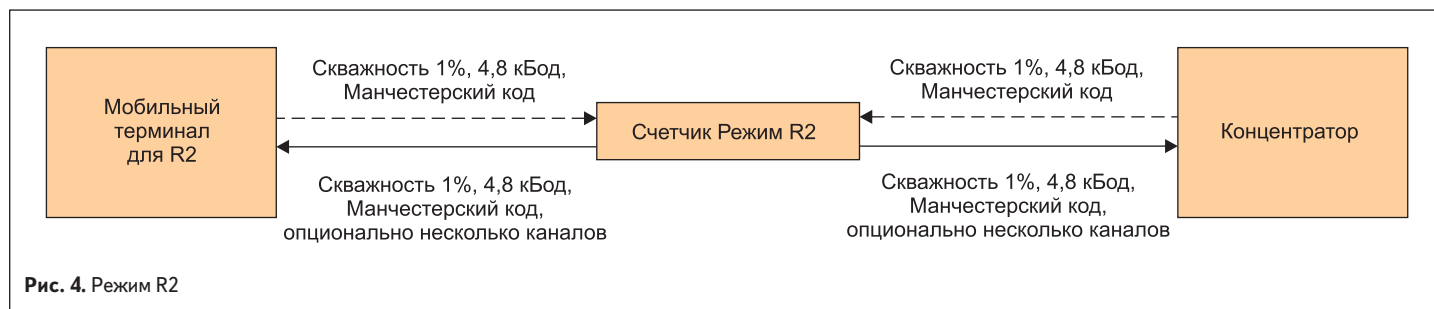 Мобильный
терминал
для R2
Скважность 1%, 4,8 кБод,
Манчестерский код
Скважность 1%, 4,8 кБод,
Манчестерский код,
опционально несколько каналов
Счетчик Режим R2
Скважность 1%, 4,8 кБод,
Манчестерский код
Скважность 1%, 4,8 кБод,
Манчестерский код,
опционально несколько каналов
Концентратор
Рис. 4. Режим R2